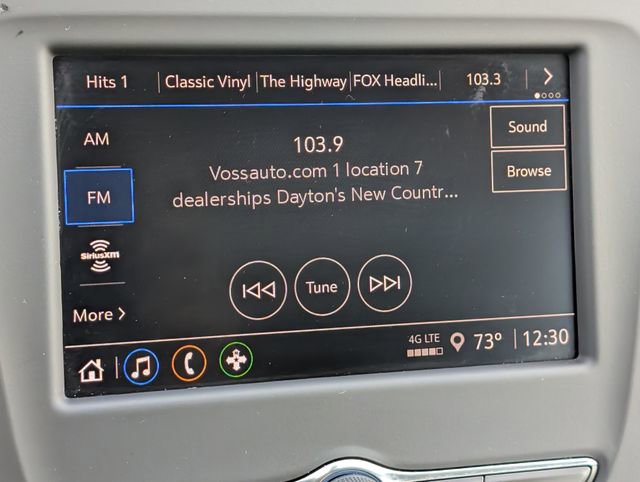 Hits 1 Classic Vinyl The Highway FOX Headli... 103.3
AM
103.9
Sound
Vossauto.com 1 location 7
Browse
FM
dealerships Dayton's New Countr...
SiriusXM
Tune
More >
4G LTE 73° 12:30